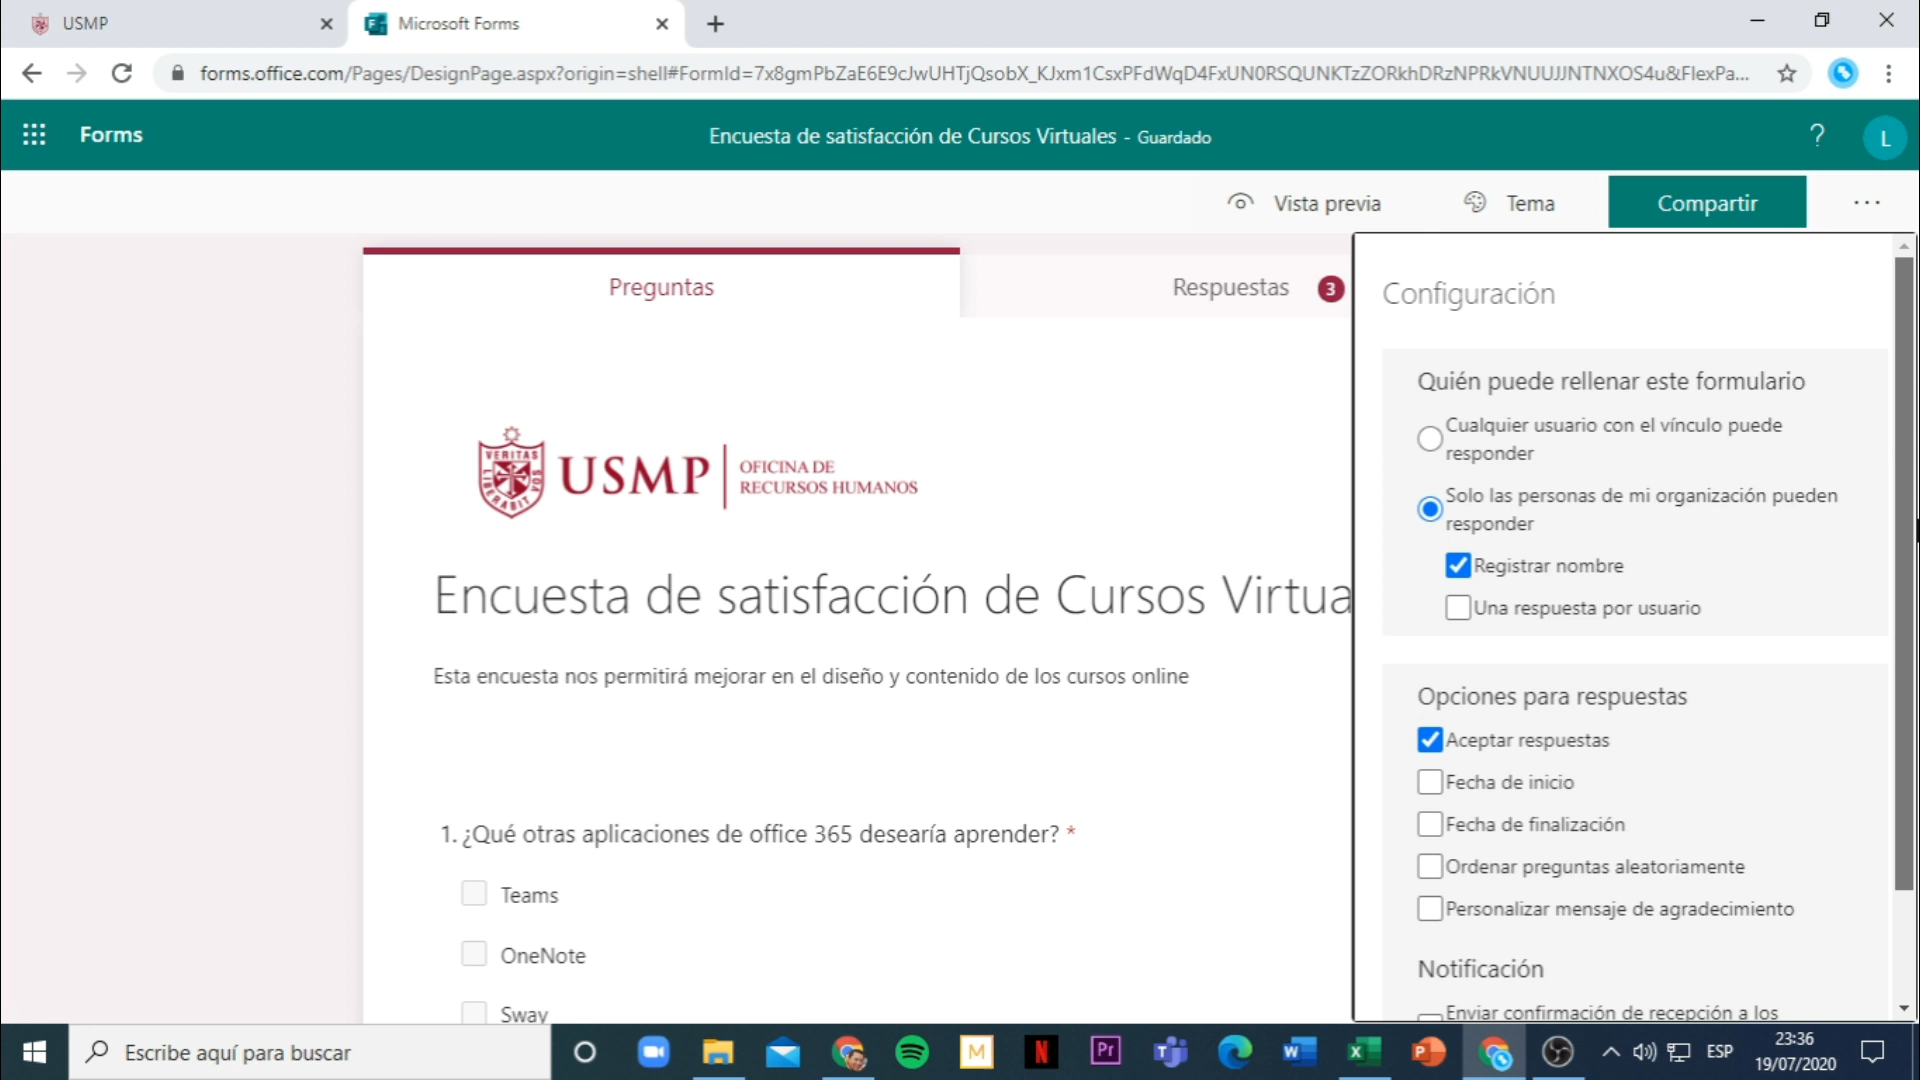 USMP
Microsoft Forms
forms.office.com/Pages/DesignPage.aspx?origin=shell#FormId=7x8gmPbZaE6E9cJwUHTjQsobX_KJxm1CsxPFdWqD4FxUN0RSQUNKTzZORkhDRzNPRkVNUUJJNTNXOS4u&FlexPa...
Forms
Encuesta de satisfacción de Cursos Virtuales - Guardado
?
L
Vista previa
Tema
Compartir
...
Preguntas
Respuestas 3
VERITAS
LIBERABIT VOS
USMP
OFICINA DE
RECURSOS HUMANOS
Encuesta de satisfacción de Cursos Virtua
Esta encuesta nos permitirá mejorar en el diseño y contenido de los cursos online
1. ¿Qué otras aplicaciones de office 365 desearía aprender? *
Teams
OneNote
Sway
Configuración
Quién puede rellenar este formulario
Cualquier usuario con el vínculo puede
responder
Solo las personas de mi organización pueden
responder
Registrar nombre
Una respuesta por usuario
Opciones para respuestas
Aceptar respuestas
Fecha de inicio
Fecha de finalización
Ordenar preguntas aleatoriamente
Personalizar mensaje de agradecimiento
Notificación
Enviar confirmación de recepción a los
Escribe aquí para buscar
M
N
Pr
T
W
X
P
ESP
23:36
19/07/2020